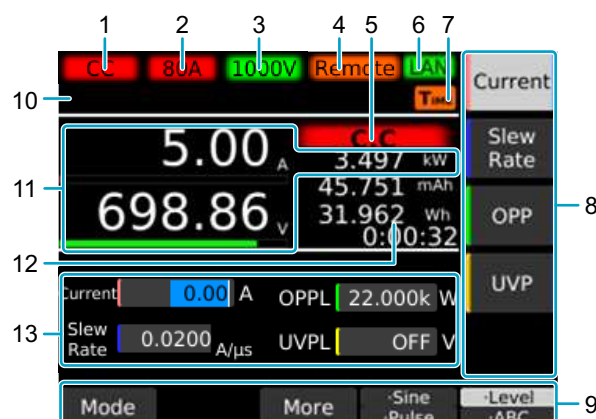 1 2 3 4 5 6 7
CC 80A 1000V Remote LAN
10
Current
5.00 A
C.C
3.497 kW
Slew
Rate
11
45.751 mAh
698.86 V
31.962 Wh
OPP
8
0:00:32
12
UVP
Current 0.00 A OPPL 22.000k W
13
Slew
Rate 0.0200 A/µs UVPL OFF V
Mode More ·Sine ·Level
·Pulse ·ABC
9